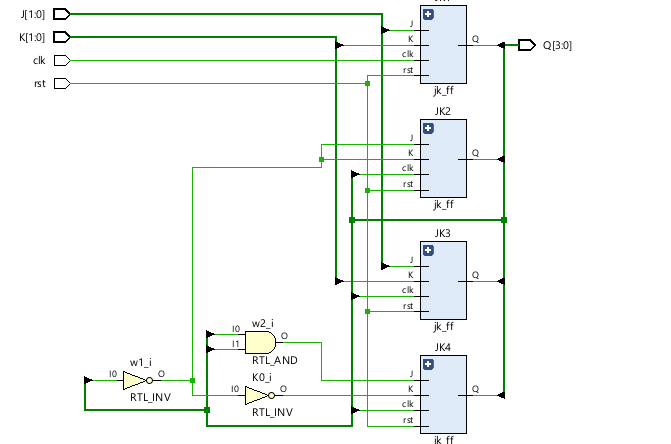 J[1:0]
K[1:0]
clk
rst
J
K
clk
rst
Q
jk_ff
Q[3:0]
JK2
J
K
clk
rst
Q
jk_ff
JK3
J
K
clk
rst
Q
jk_ff
JK4
J
K
clk
rst
Q
jk_ff
w2_i
I0
I1
O
RTL_AND
w1_i
I0
O
RTL_INV
K0_i
I0
O
RTL_INV